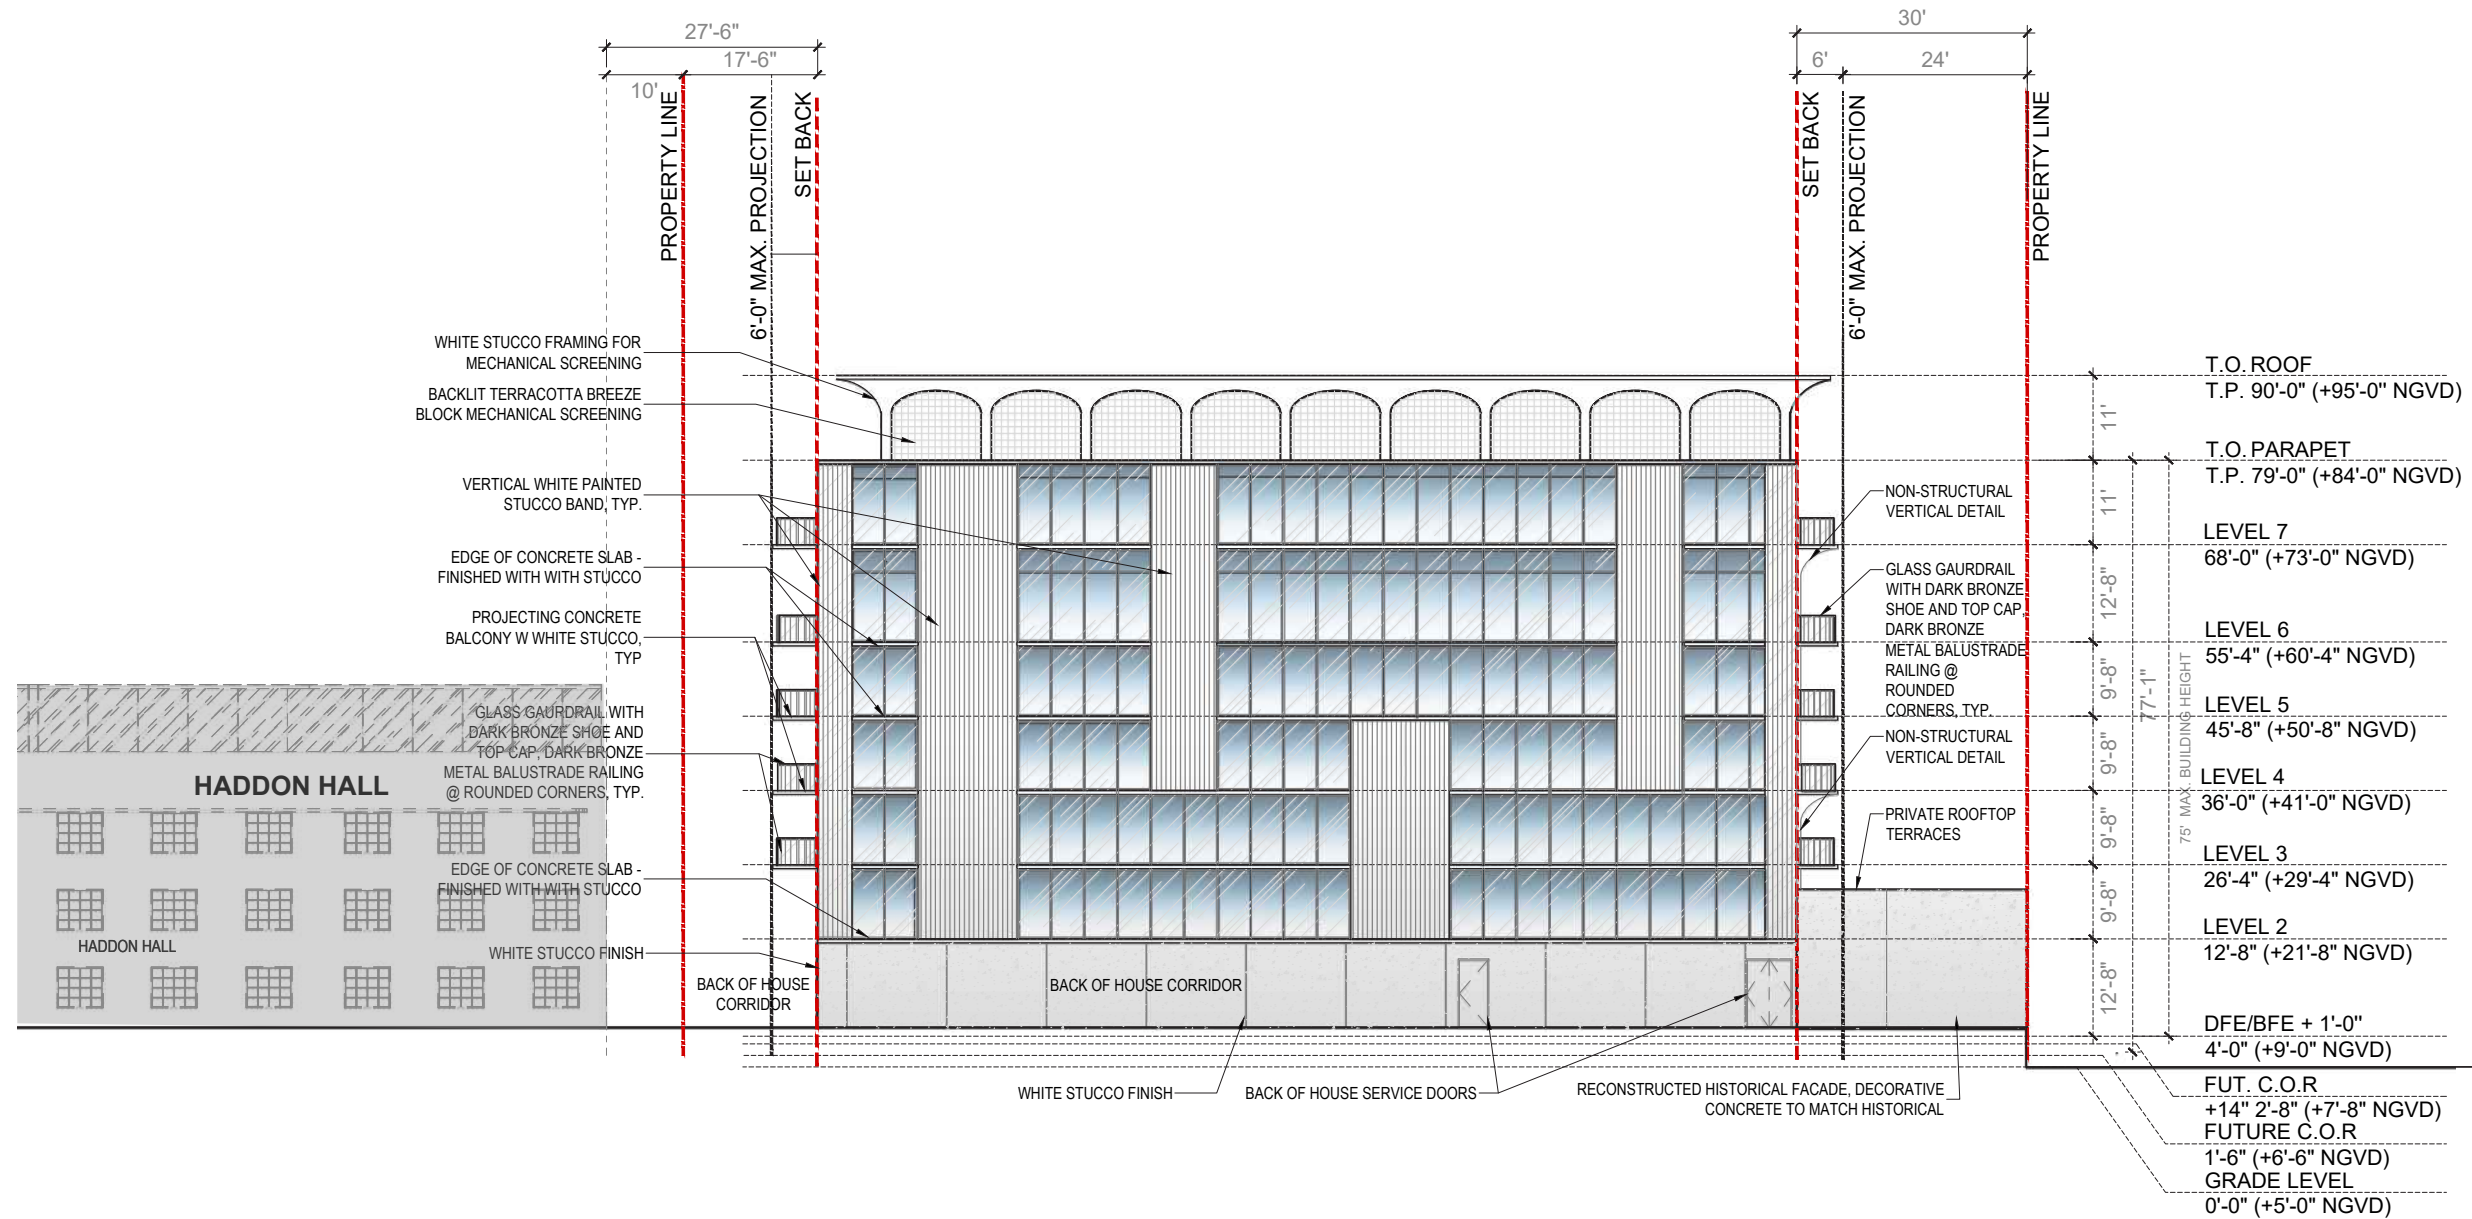 27'-6"
17'-6"
10'
30'
6'
24'
PROPERTY LINE
6'-0" MAX. PROJECTION
SET BACK
SET BACK
6'-0" MAX. PROJECTION
PROPERTY LINE
WHITE STUCCO FRAMING FOR
MECHANICAL SCREENING
BACKLIT TERRACOTTA BREEZE
BLOCK MECHANICAL SCREENING
VERTICAL WHITE PAINTED
STUCCO BAND, TYP.
EDGE OF CONCRETE SLAB -
FINISHED WITH WITH STUCCO
PROJECTING CONCRETE
BALCONY W WHITE STUCCO,
TYP
GLASS GAURDRAIL WITH
DARK BRONZE SHOE AND
TOP CAP, DARK BRONZE
METAL BALUSTRADE RAILING
@ ROUNDED CORNERS, TYP.
EDGE OF CONCRETE SLAB -
FINISHED WITH WITH STUCCO
WHITE STUCCO FINISH
HADDON HALL
HADDON HALL
BACK OF HOUSE
CORRIDOR
BACK OF HOUSE CORRIDOR
WHITE STUCCO FINISH
BACK OF HOUSE SERVICE DOORS
RECONSTRUCTED HISTORICAL FACADE, DECORATIVE
CONCRETE TO MATCH HISTORICAL
NON-STRUCTURAL
VERTICAL DETAIL
GLASS GAURDRAIL
WITH DARK BRONZE
SHOE AND TOP CAP,
DARK BRONZE
METAL BALUSTRADE
RAILING @
ROUNDED
CORNERS, TYP.
NON-STRUCTURAL
VERTICAL DETAIL
PRIVATE ROOFTOP
TERRACES
11'
11'
12'-8"
9'-8"
9'-8"
9'-8"
9'-8"
12'-8"
77'-1"
75' MAX. BUILDING HEIGHT
T.O. ROOF
T.P. 90'-0" (+95'-0" NGVD)
T.O. PARAPET
T.P. 79'-0" (+84'-0" NGVD)
LEVEL 7
68'-0" (+73'-0" NGVD)
LEVEL 6
55'-4" (+60'-4" NGVD)
LEVEL 5
45'-8" (+50'-8" NGVD)
LEVEL 4
36'-0" (+41'-0" NGVD)
LEVEL 3
26'-4" (+29'-4" NGVD)
LEVEL 2
12'-8" (+21'-8" NGVD)
DFE/BFE + 1'-0"
4'-0" (+9'-0" NGVD)
FUT. C.O.R
+14" 2'-8" (+7'-8" NGVD)
FUTURE C.O.R
1'-6" (+6'-6" NGVD)
GRADE LEVEL
0'-0" (+5'-0" NGVD)